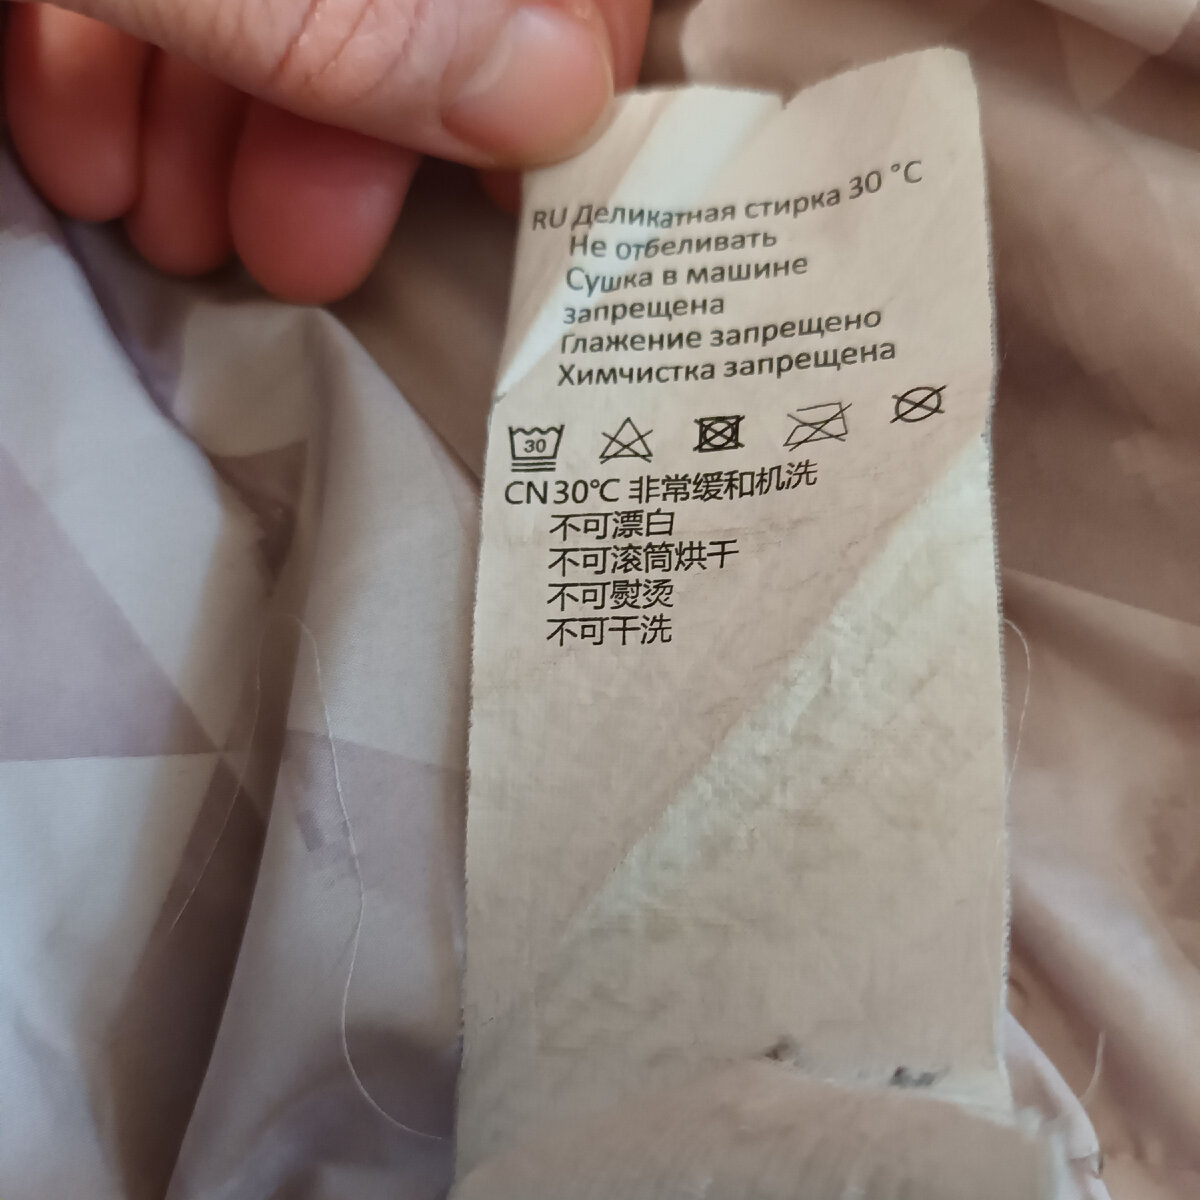 RU Деликатная стирка 30 °C
Не отбеливать
Сушка в машине
запрещена
Глажение запрещено
Химчистка запрещена
30
CN 30℃ 非常缓和机洗
不可漂白
不可滚筒烘干
不可熨烫
不可干洗